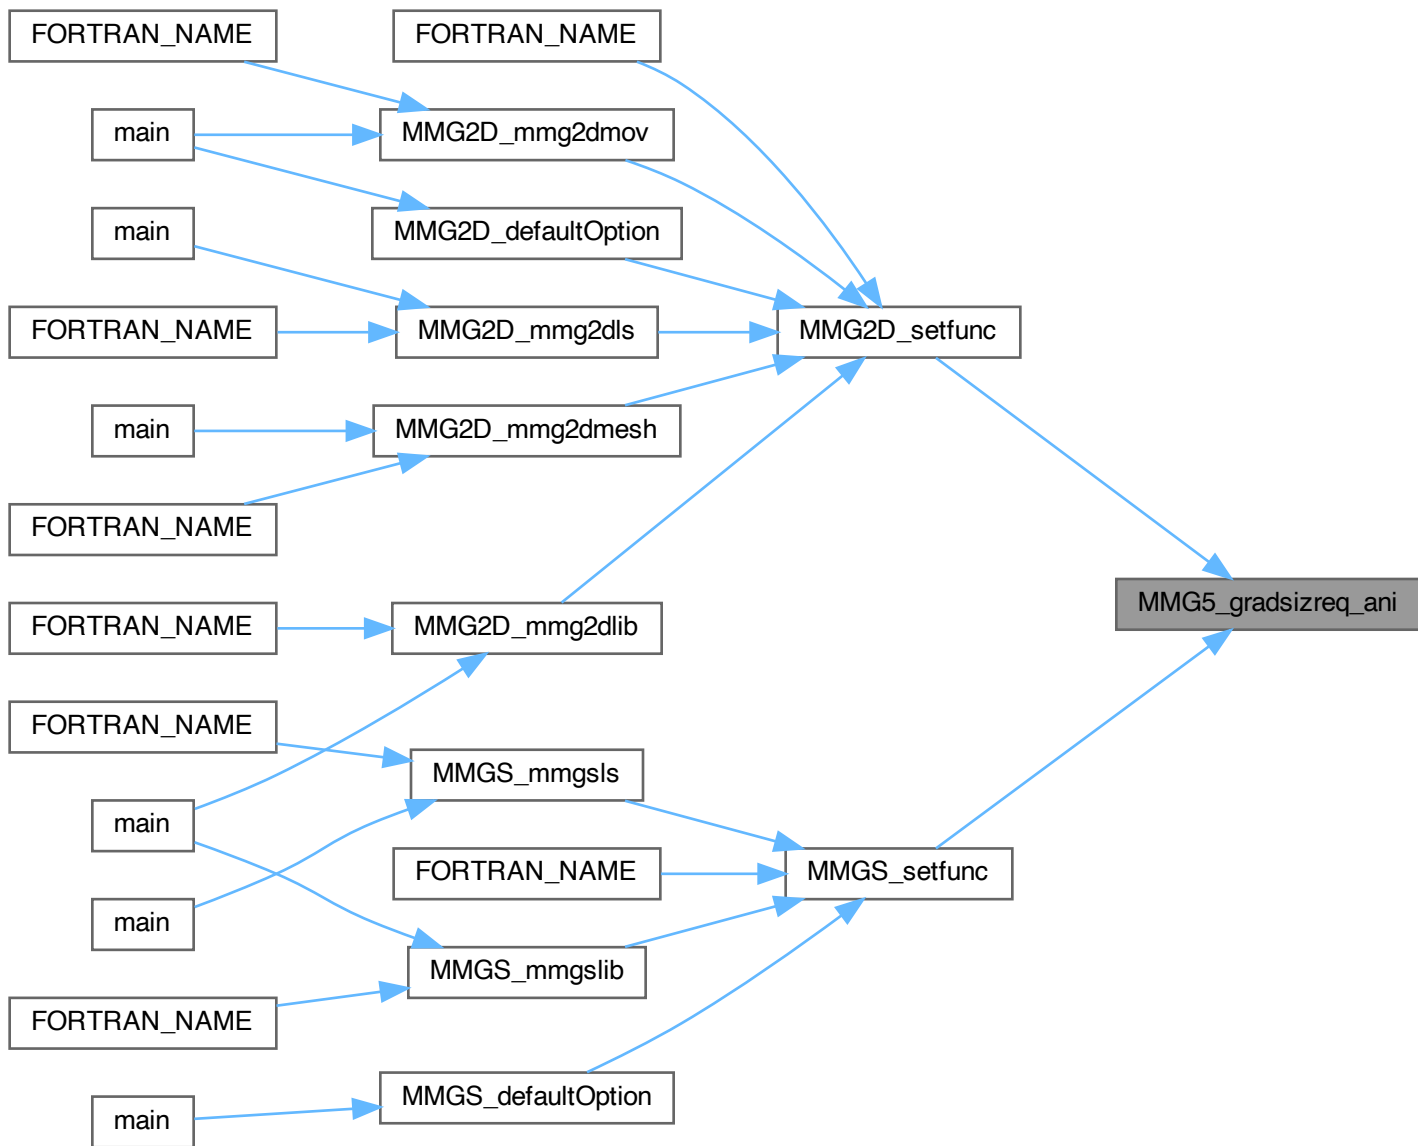 FORTRAN_NAME
FORTRAN_NAME
main
MMG2D_mmg2dmov
main
MMG2D_defaultOption
FORTRAN_NAME
MMG2D_mmg2dls
MMG2D_setfunc
main
MMG2D_mmg2dmesh
FORTRAN_NAME
MMG5_gradsizreq_ani
FORTRAN_NAME
MMG2D_mmg2dlib
FORTRAN_NAME
MMGS_mmgsls
main
FORTRAN_NAME
MMGS_setfunc
main
MMGS_mmgslib
FORTRAN_NAME
MMGS_defaultOption
main